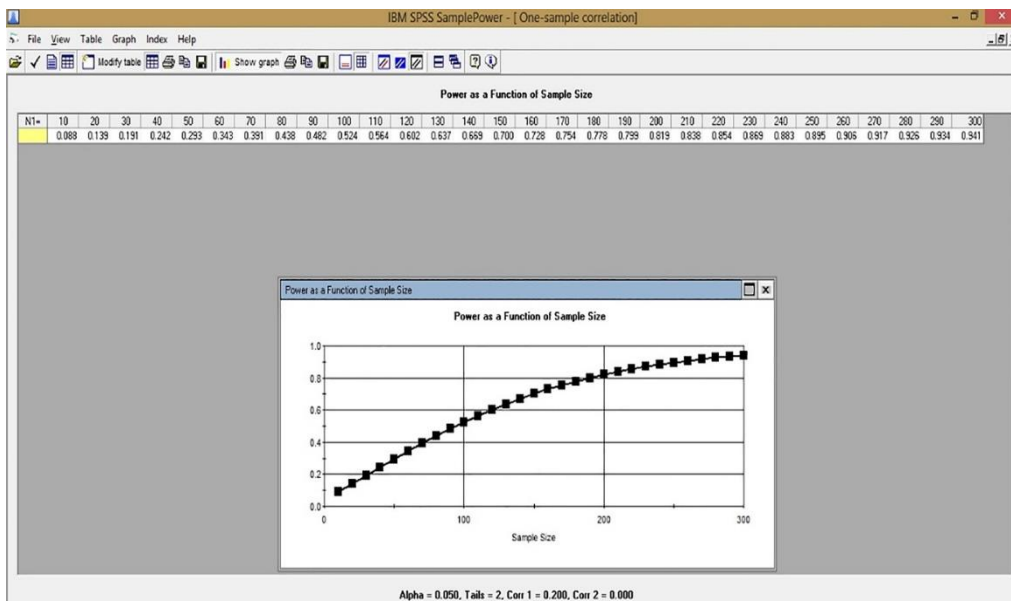 IBM SPSS SamplePower - [ One-sample correlation]
File View Table Graph Index Help
Modify table Show graph
Power as a Function of Sample Size
N1= 10 20 30 40 50 60 70 80 90 100 110 120 130 140 150 160 170 180 190 200 210 220 230 240 250 260 270 280 290 300
0.088 0.139 0.191 0.242 0.293 0.343 0.391 0.438 0.482 0.524 0.564 0.602 0.637 0.669 0.700 0.728 0.754 0.778 0.799 0.819 0.838 0.854 0.869 0.883 0.895 0.906 0.917 0.926 0.934 0.941
Power as a Function of Sample Size
Power as a Function of Sample Size
1.0
0.8
0.6
0.4
0.2
0.0
0 100 200 300
Sample Size
Alpha = 0.050, Tails = 2, Corr 1 = 0.200, Corr 2 = 0.000